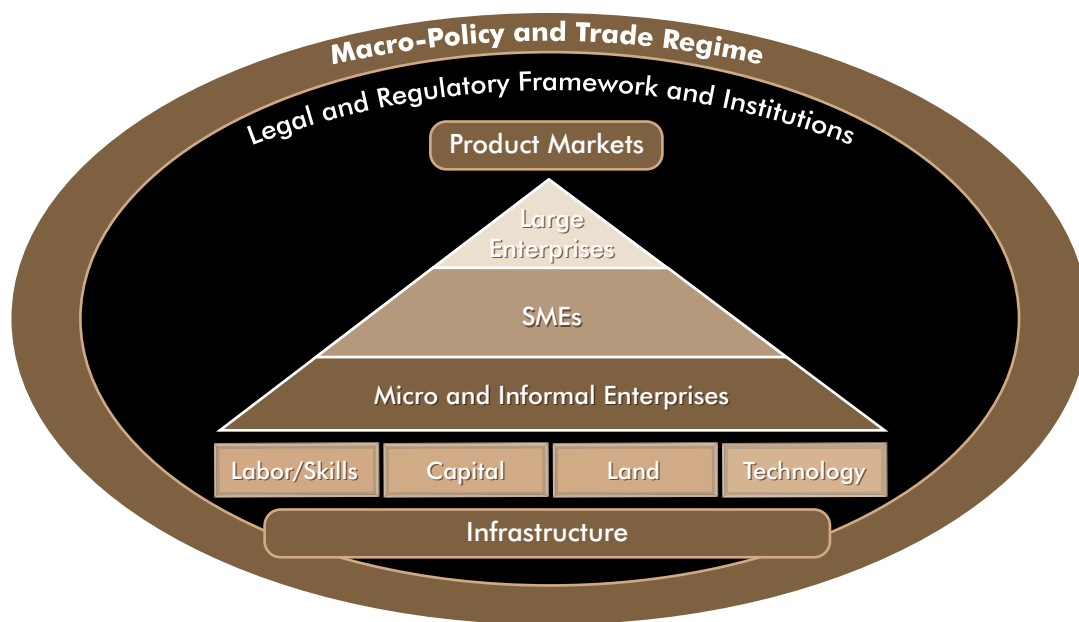 Macro-Policy and Trade Regime
Legal and Regulatory Framework and Institutions
Product Markets
Large
Enterprises
SMEs
Micro and Informal Enterprises
Labor/Skills
Capital
Land
Technology
Infrastructure